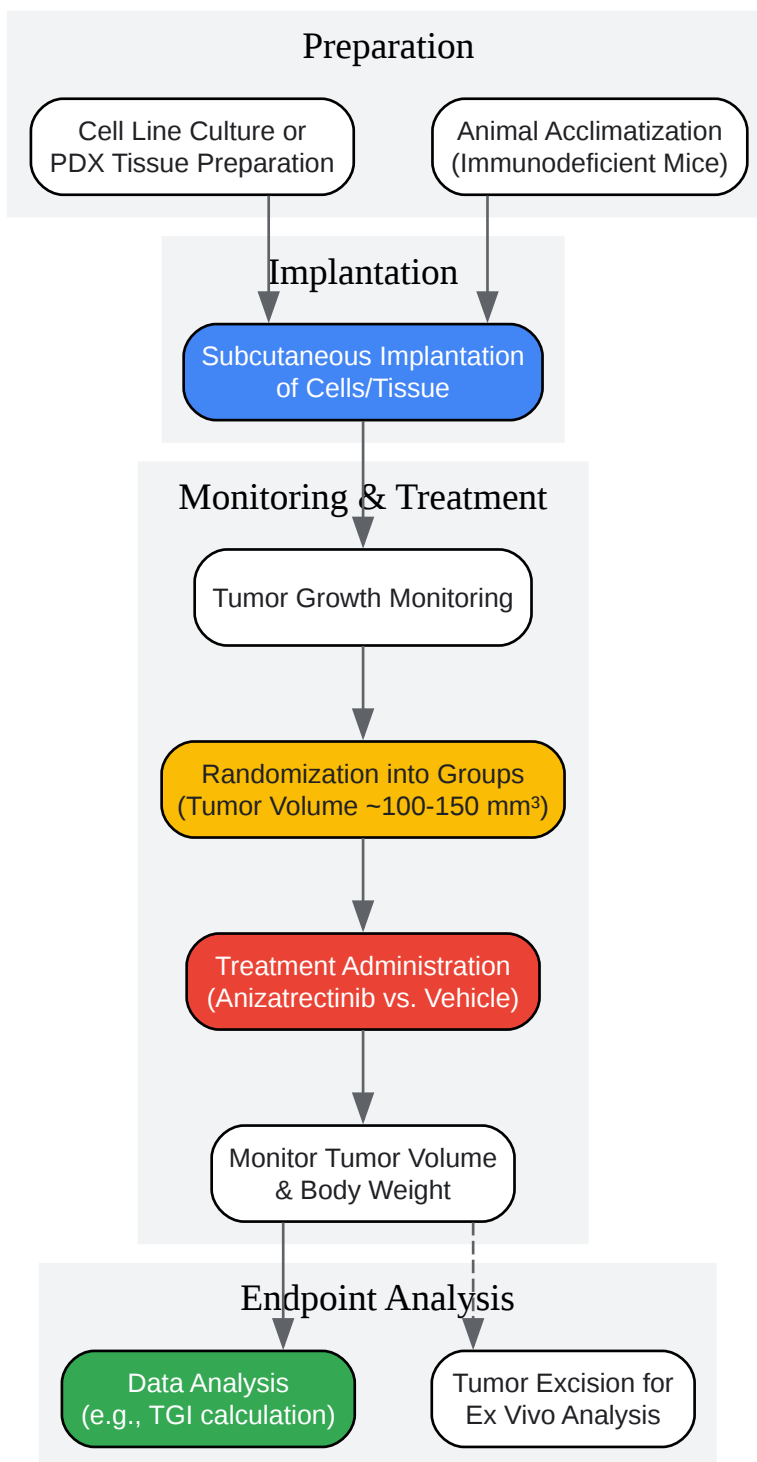 Preparation
Cell Line Culture or
PDX Tissue Preparation
Animal Acclimatization
(Immunodeficient Mice)
Implantation
Subcutaneous Implantation
of Cells/Tissue
Monitoring & Treatment
Tumor Growth Monitoring
Randomization into Groups
(Tumor Volume ~100-150 mm³)
Treatment Administration
(Anizatrectinib vs. Vehicle)
Monitor Tumor Volume
& Body Weight
Endpoint Analysis
Data Analysis
(e.g., TGI calculation)
Tumor Excision for
Ex Vivo Analysis